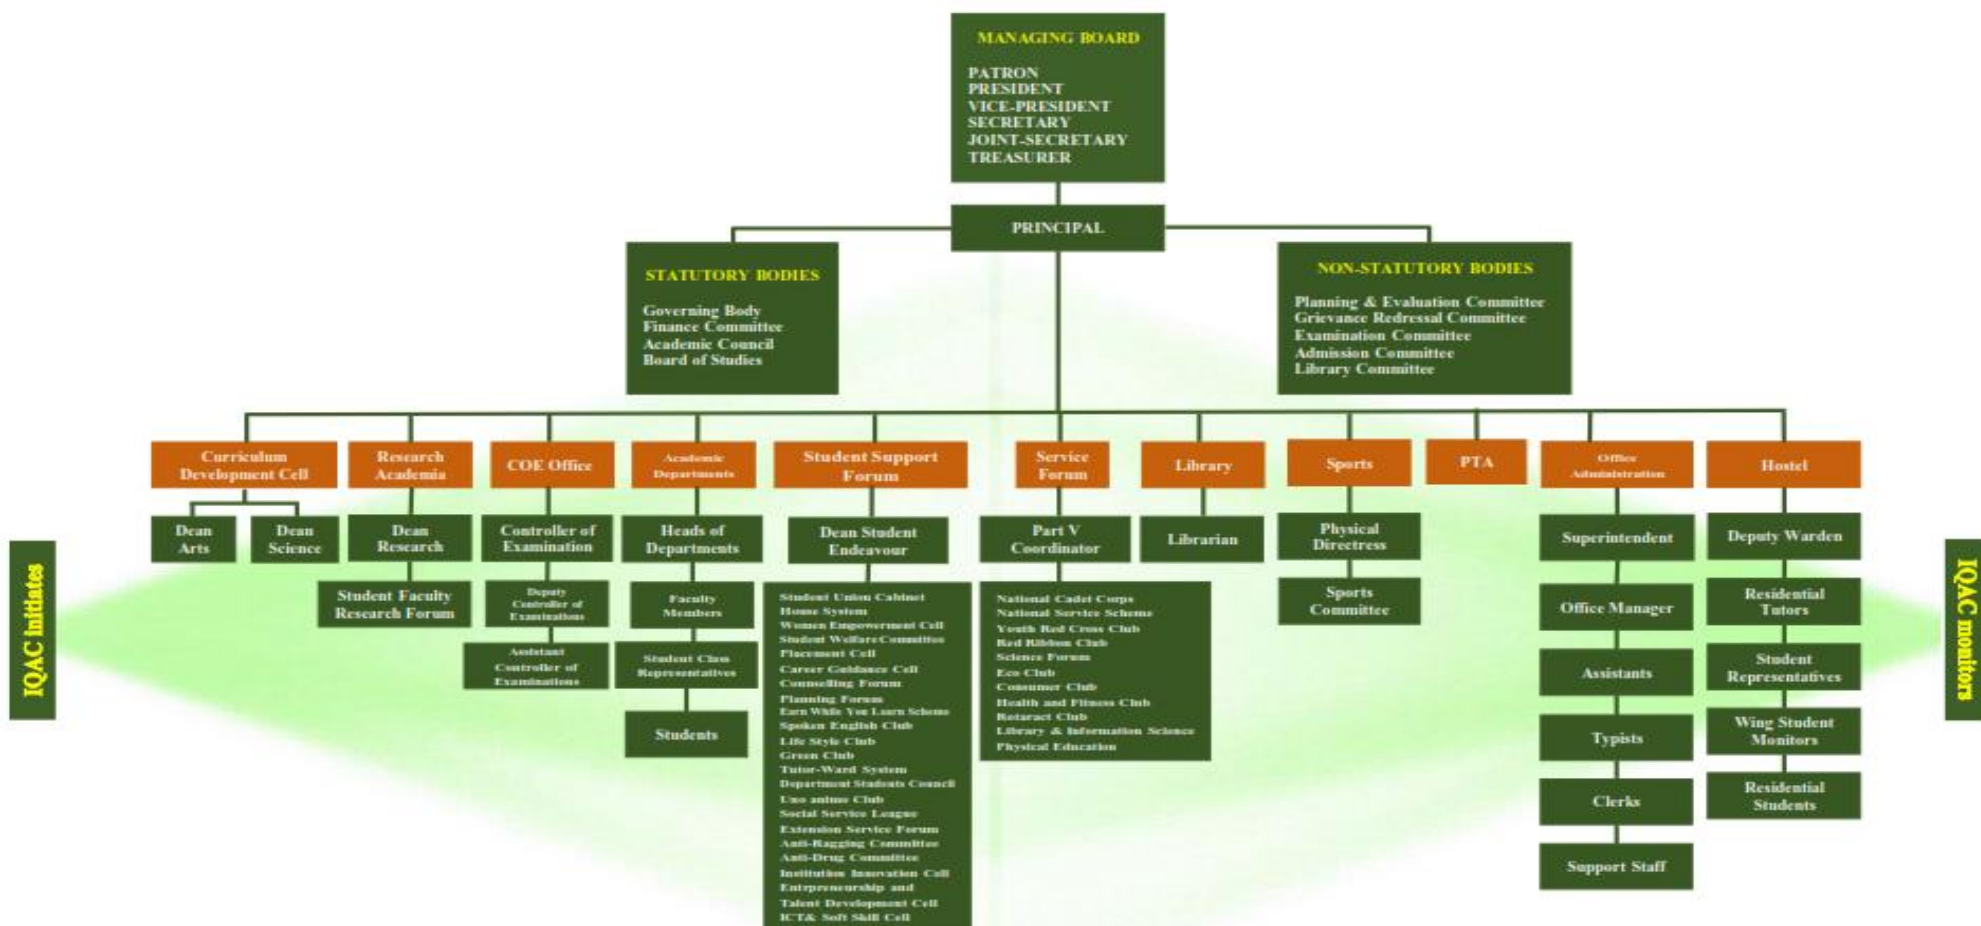 MANAGING BOARD
PATRON
PRESIDENT
VICE-PRESIDENT
SECRETARY
JOINT-SECRETARY
TREASURER
PRINCIPAL
STATUTORY BODIES
Governing Body
Finance Committee
Academic Council
Board of Studies
NON-STATUTORY BODIES
Planning & Evaluation Committee
Grievance Redressal Committee
Examination Committee
Admission Committee
Library Committee
Curriculum
Development Cell
Research
Academia
COE Office
Academic
Departments
Student Support
Forum
Service
Forum
Library
Sports
PTA
Office
Administration
Hostel
Dean
Arts
Dean
Science
Dean
Research
Student Faculty
Research Forum
Controller of
Examination
Deputy
Controller of
Examinations
Assistant
Controller of
Examinations
Heads of
Departments
Faculty
Members
Student Class
Representatives
Students
Dean Student
Endeavour
Student Union Cabinet
House System
Women Empowerment Cell
Student Welfare Committee
Placement Cell
Career Guidance Cell
Counselling Forum
Planning Forum
Earn While You Learn Scheme
Spoken English Club
Life Style Club
Green Club
Tutor-Ward System
Department Students Council
Uno animo Club
Social Service League
Extension Service Forum
Anti-Ragging Committee
Anti-Drug Committee
Institution Innovation Cell
Entrpreneurship and
Talent Development Cell
ICT& Soft Skill Cell
Part V
Coordinator
National Cadet Corps
National Service Scheme
Youth Red Cross Club
Red Ribbon Club
Science Forum
Eco Club
Consumer Club
Health and Fitness Club
Rotaract Club
Library & Information Science
Physical Education
Librarian
Physical
Directress
Sports
Committee
Superintendent
Office Manager
Assistants
Typists
Clerks
Support Staff
Deputy Warden
Residential
Tutors
Student
Representatives
Wing Student
Monitors
Residential
Students
IQAC initiates
IQAC monitors